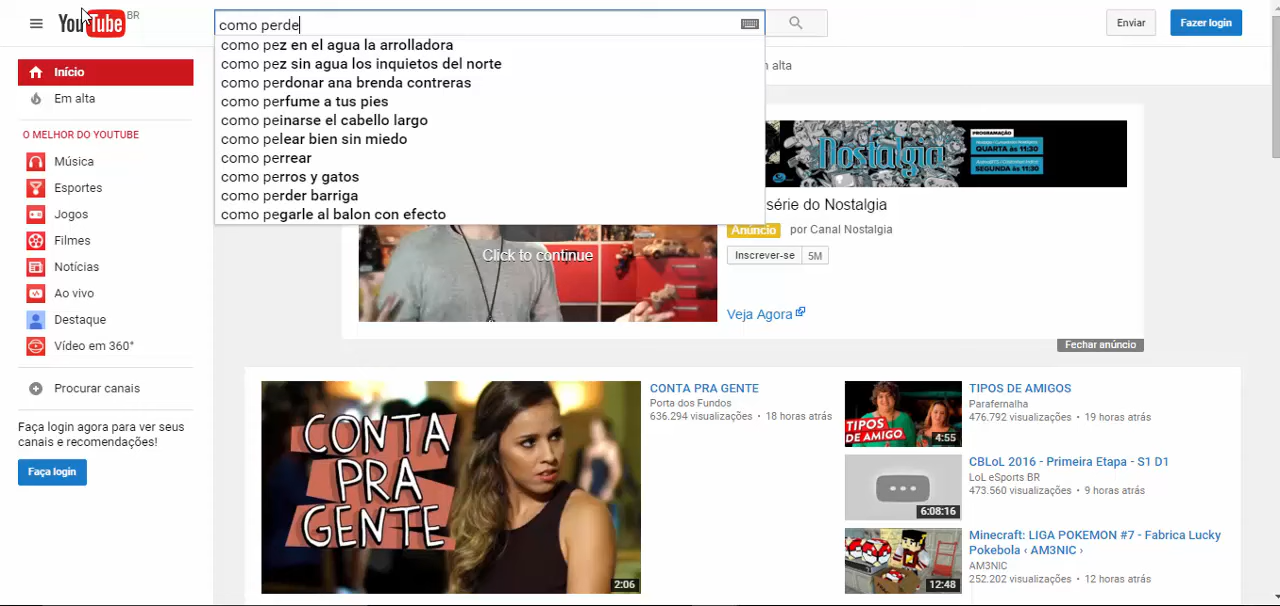 YouTube BR
como perde
Enviar
Fazer login
como pez en el agua la arrolladora
como pez sin agua los inquietos del norte
como perdonar ana brenda contreras
como perfume a tus pies
como peinarse el cabello largo
como pelear bien sin miedo
como perrear
como perros y gatos
como perder barriga
como pegarle al balon con efecto
Início
Em alta
O MELHOR DO YOUTUBE
Música
Esportes
Jogos
Filmes
Notícias
Ao vivo
Destaque
Vídeo em 360°
Procurar canais
Faça login agora para ver seus
canais e recomendações!
Faça login
m alta
Nostalgia
PROGRAMAÇÃO
QUARTA às 11:30
SEGUNDA às 11:30
série do Nostalgia
Anúncio por Canal Nostalgia
Inscrever-se 5M
Veja Agora
Click to continue
Fechar anúncio
CONTA
PRA
GENTE
2:06
CONTA PRA GENTE
Porta dos Fundos
636.294 visualizações • 18 horas atrás
TIPOS
DE AMIGO.
4:55
TIPOS DE AMIGOS
Parafernalha
476.792 visualizações • 19 horas atrás
6:08:16
CBLoL 2016 - Primeira Etapa - S1 D1
LoL eSports BR
473.560 visualizações • 9 horas atrás
12:48
Minecraft: LIGA POKEMON #7 - Fabrica Lucky
Pokebola ‹ AM3NIC ›
AM3NIC
252.202 visualizações • 12 horas atrás